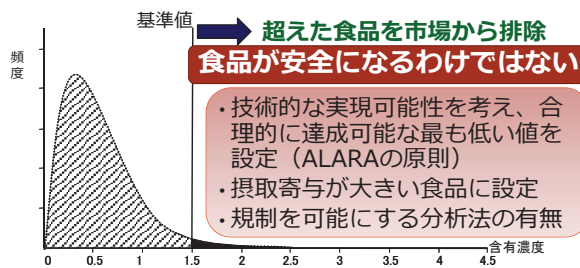 基準値
超えた食品を市場から排除
頻度
食品が安全になるわけではない
・技術的な実現可能性を考え、合
理的に達成可能な最も低い値を
設定（ALARAの原則）
・摂取寄与が大きい食品に設定
・規制を可能にする分析法の有無
0 0.5 1 1.5 2 2.5 3 3.5 4 4.5
含有濃度